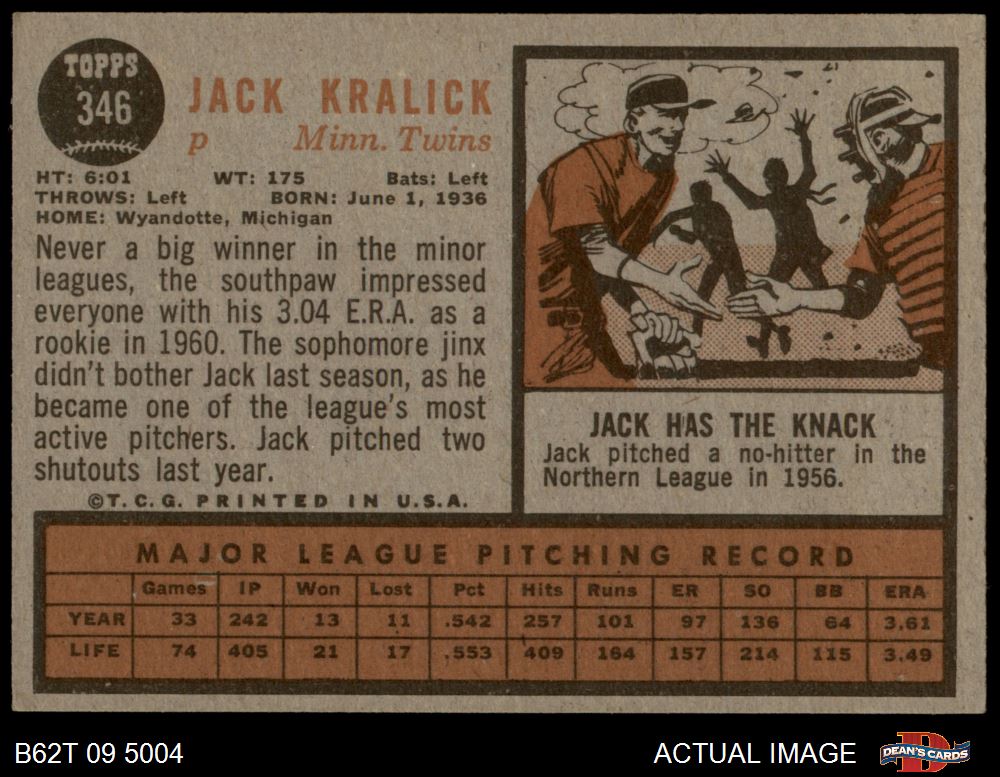 TOPPS
346
JACK KRALICK
p Minn. Twins
HT: 6:01 WT: 175 Bats: Left
THROWS: Left BORN: June 1, 1936
HOME: Wyandotte, Michigan
Never a big winner in the minor
leagues, the southpaw impressed
everyone with his 3.04 E.R.A. as a
rookie in 1960. The sophomore jinx
didn't bother Jack last season, as he
became one of the league's most
active pitchers. Jack pitched two
shutouts last year.
©T.C.G. PRINTED IN U.S.A.
JACK HAS THE KNACK
Jack pitched a no-hitter in the
Northern League in 1956.
MAJOR LEAGUE PITCHING RECORD
Games IP Won Lost Pct Hits Runs ER SO BB ERA
YEAR 33 242 13 11 .542 257 101 97 136 64 3.61
LIFE 74 405 21 17 .553 409 164 157 214 115 3.49
B62T 09 5004 ACTUAL IMAGE DEAN'S CARDS